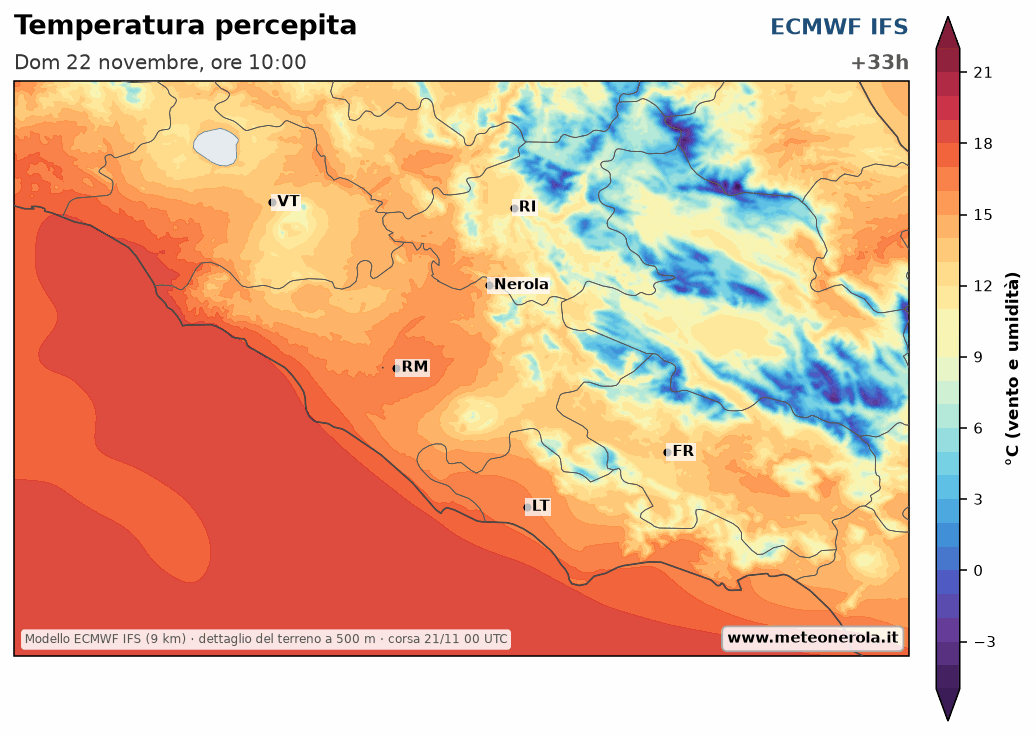 Temperatura percepita
ECMWF IFS
Dom 22 novembre, ore 10:00
+33h
VT
RI
Nerola
RM
FR
LT
21
18
15
12
9
6
3
0
−3
°C (vento e umidità)
Modello ECMWF IFS (9 km) · dettaglio del terreno a 500 m · corsa 21/11 00 UTC
www.meteonerola.it